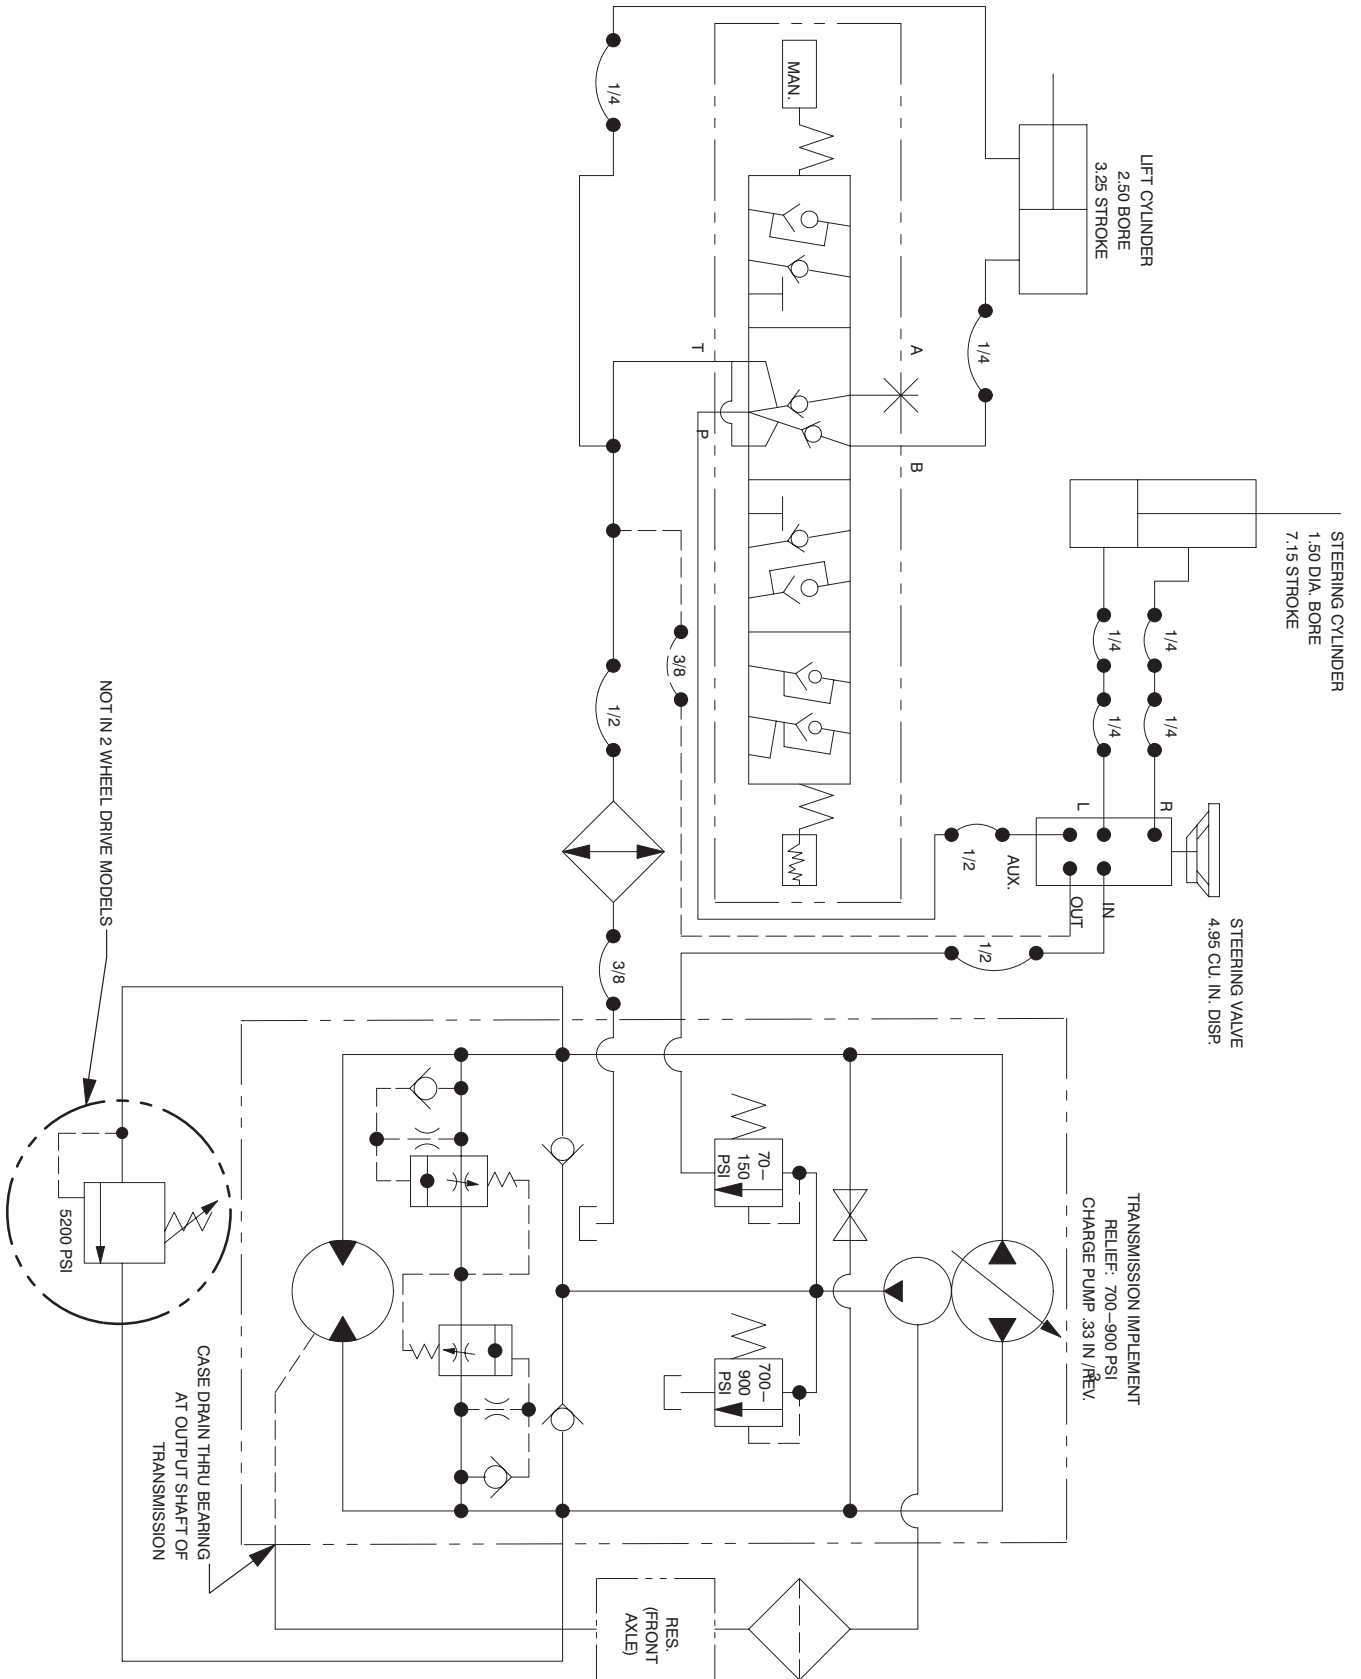 LIFT CYLINDER
2.50 BORE
3.25 STROKE
MAN.
1/4
1/4
A
B
T
P
STEERING CYLINDER
1.50 DIA. BORE
7.15 STROKE
1/4
1/4
1/4
1/4
R
L
AUX.
IN
OUT
STEERING VALVE
4.95 CU. IN. DISP.
1/2
1/2
3/8
1/2
3/8
TRANSMISSION IMPLEMENT
RELIEF: 700–900 PSI
CHARGE PUMP .33 IN³/REV.
70–
150
PSI
700–
900
PSI
NOT IN 2 WHEEL DRIVE MODELS
5200 PSI
CASE DRAIN THRU BEARING
AT OUTPUT SHAFT OF
TRANSMISSION
RES.
(FRONT
AXLE)